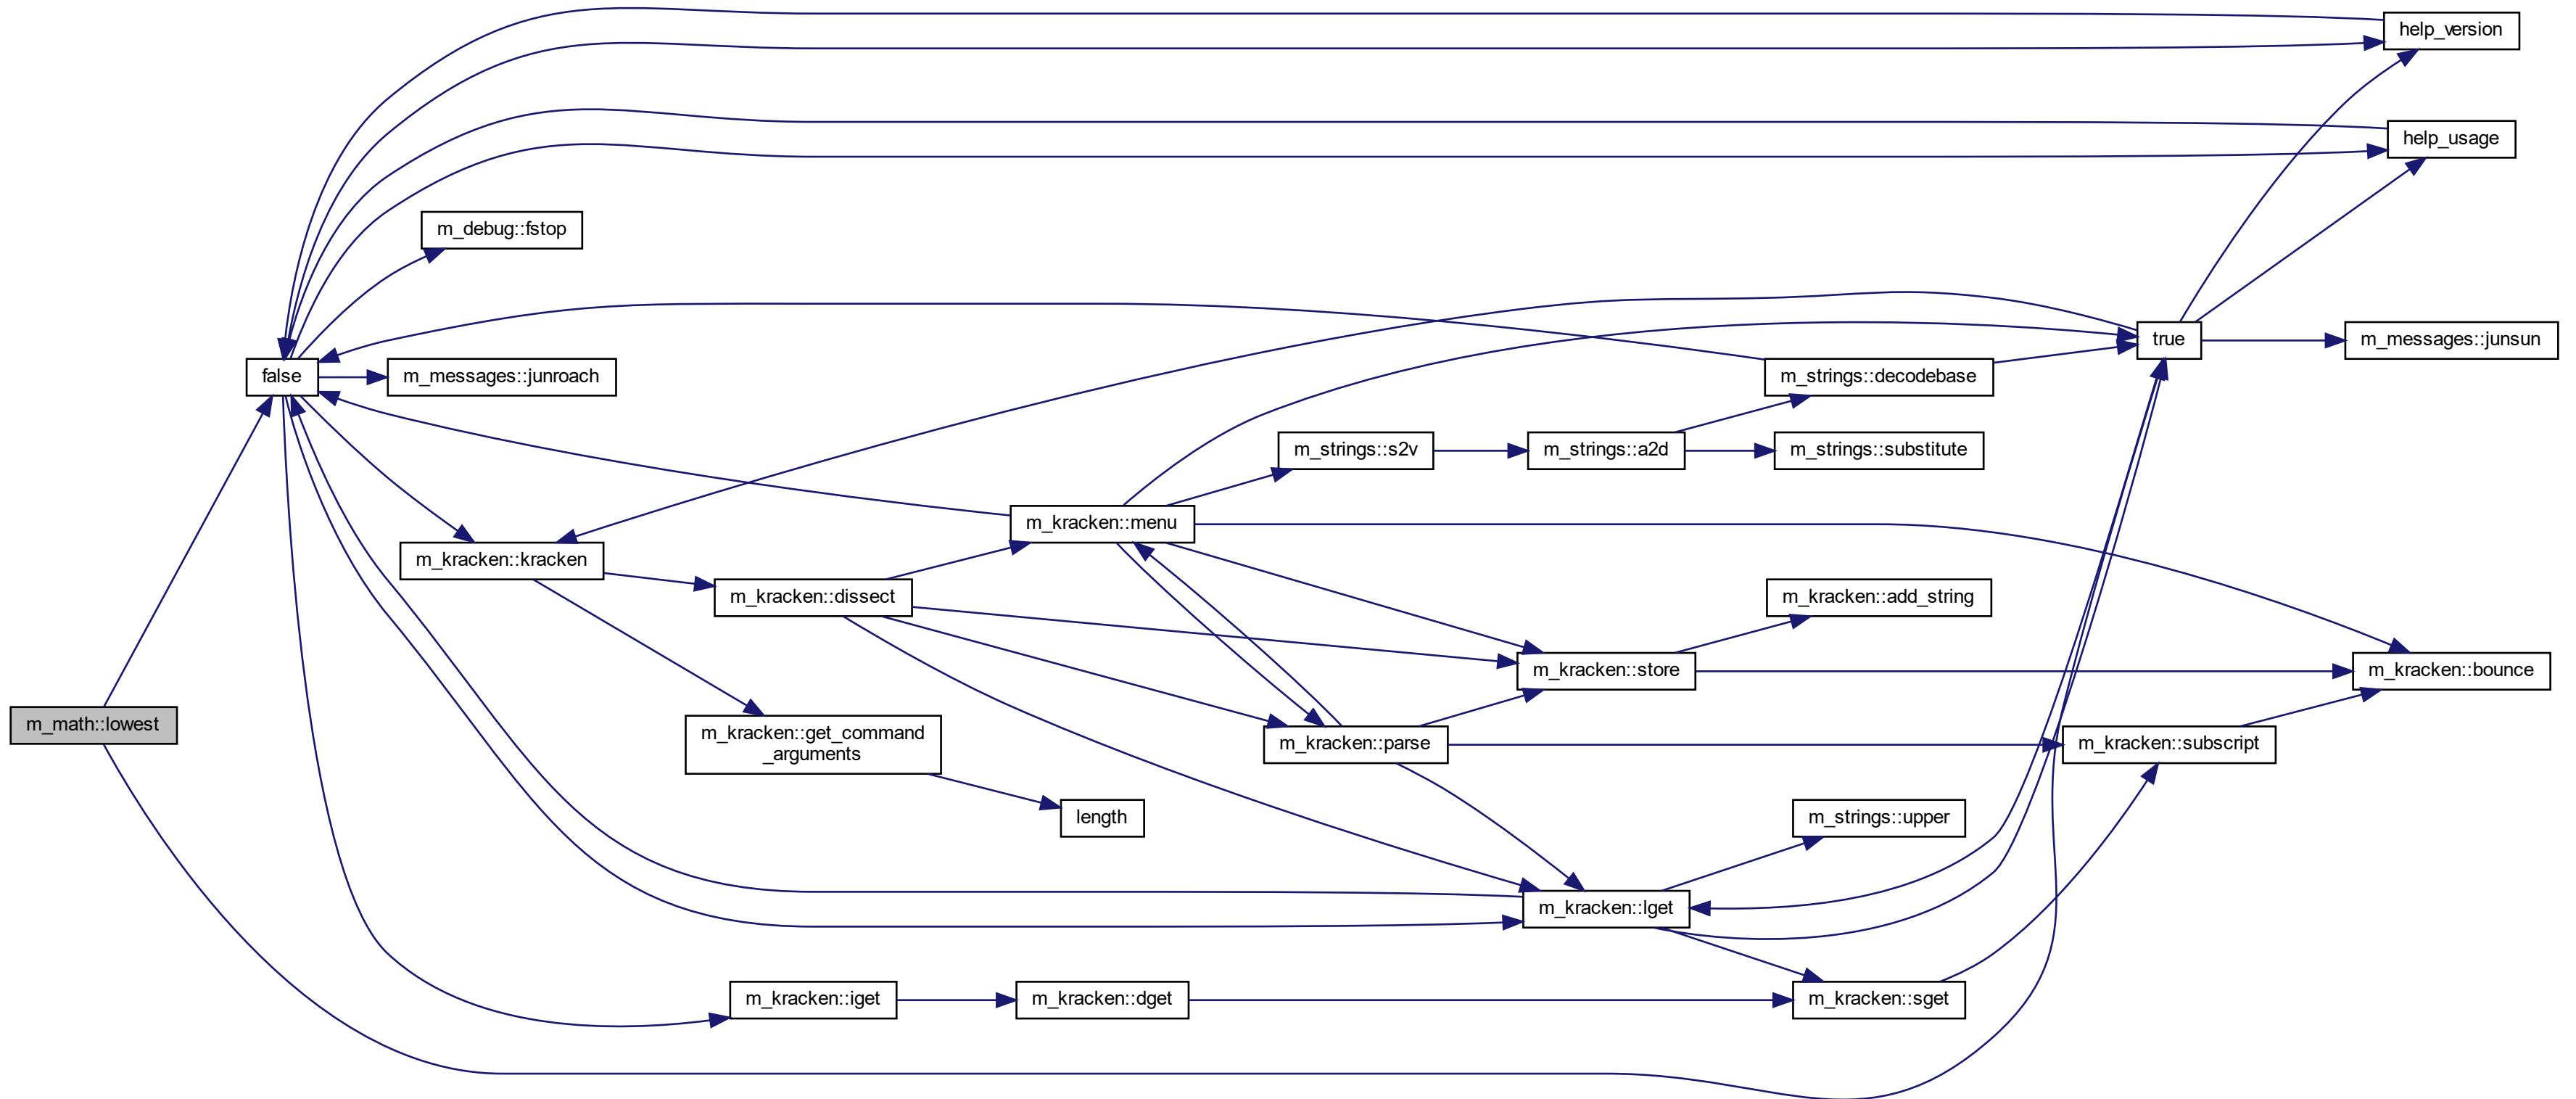 help_version
help_usage
m_debug::fstop
true
m_messages::junsun
false
m_messages::junroach
m_strings::decodebase
m_strings::s2v
m_strings::a2d
m_strings::substitute
m_kracken::menu
m_kracken::kracken
m_kracken::dissect
m_kracken::add_string
m_kracken::store
m_kracken::bounce
m_math::lowest
m_kracken::get_command
_arguments
m_kracken::parse
m_kracken::subscript
length
m_strings::upper
m_kracken::lget
m_kracken::iget
m_kracken::dget
m_kracken::sget